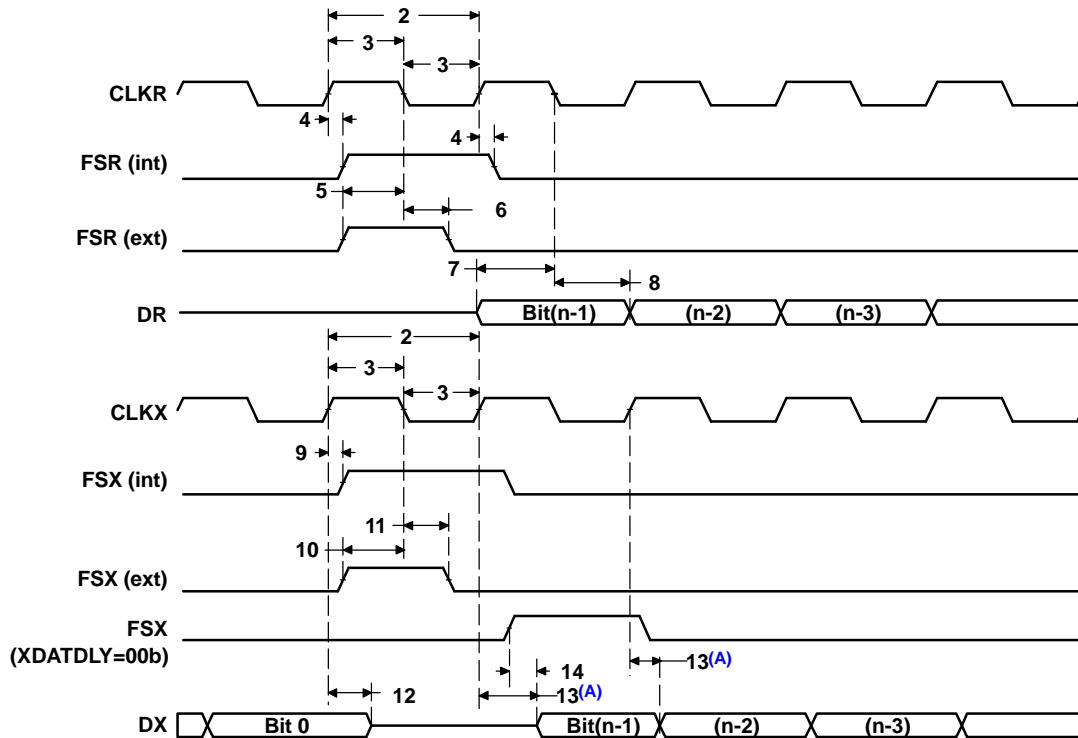 2
3
3
CLKR
4
4
FSR (int)
5
6
FSR (ext)
7
8
DR
Bit(n-1)
(n-2)
(n-3)
2
3
3
CLKX
9
FSX (int)
11
10
FSX (ext)
FSX
(XDATDLY=00b)
14
13(A)
12
13(A)
DX
Bit 0
Bit(n-1)
(n-2)
(n-3)